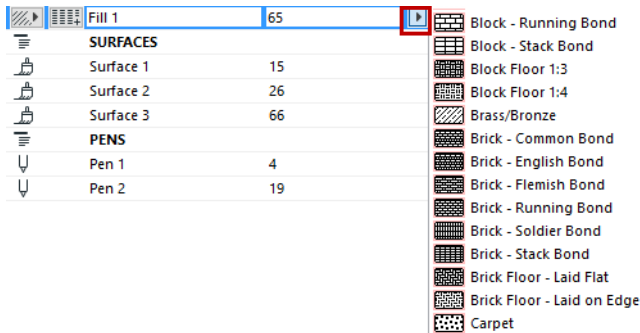 Fill 1 65
SURFACES
Surface 1 15
Surface 2 26
Surface 3 66
PENS
Pen 1 4
Pen 2 19
Block - Running Bond
Block - Stack Bond
Block Floor 1:3
Block Floor 1:4
Brass/Bronze
Brick - Common Bond
Brick - English Bond
Brick - Flemish Bond
Brick - Running Bond
Brick - Soldier Bond
Brick - Stack Bond
Brick Floor - Laid Flat
Brick Floor - Laid on Edge
Carpet